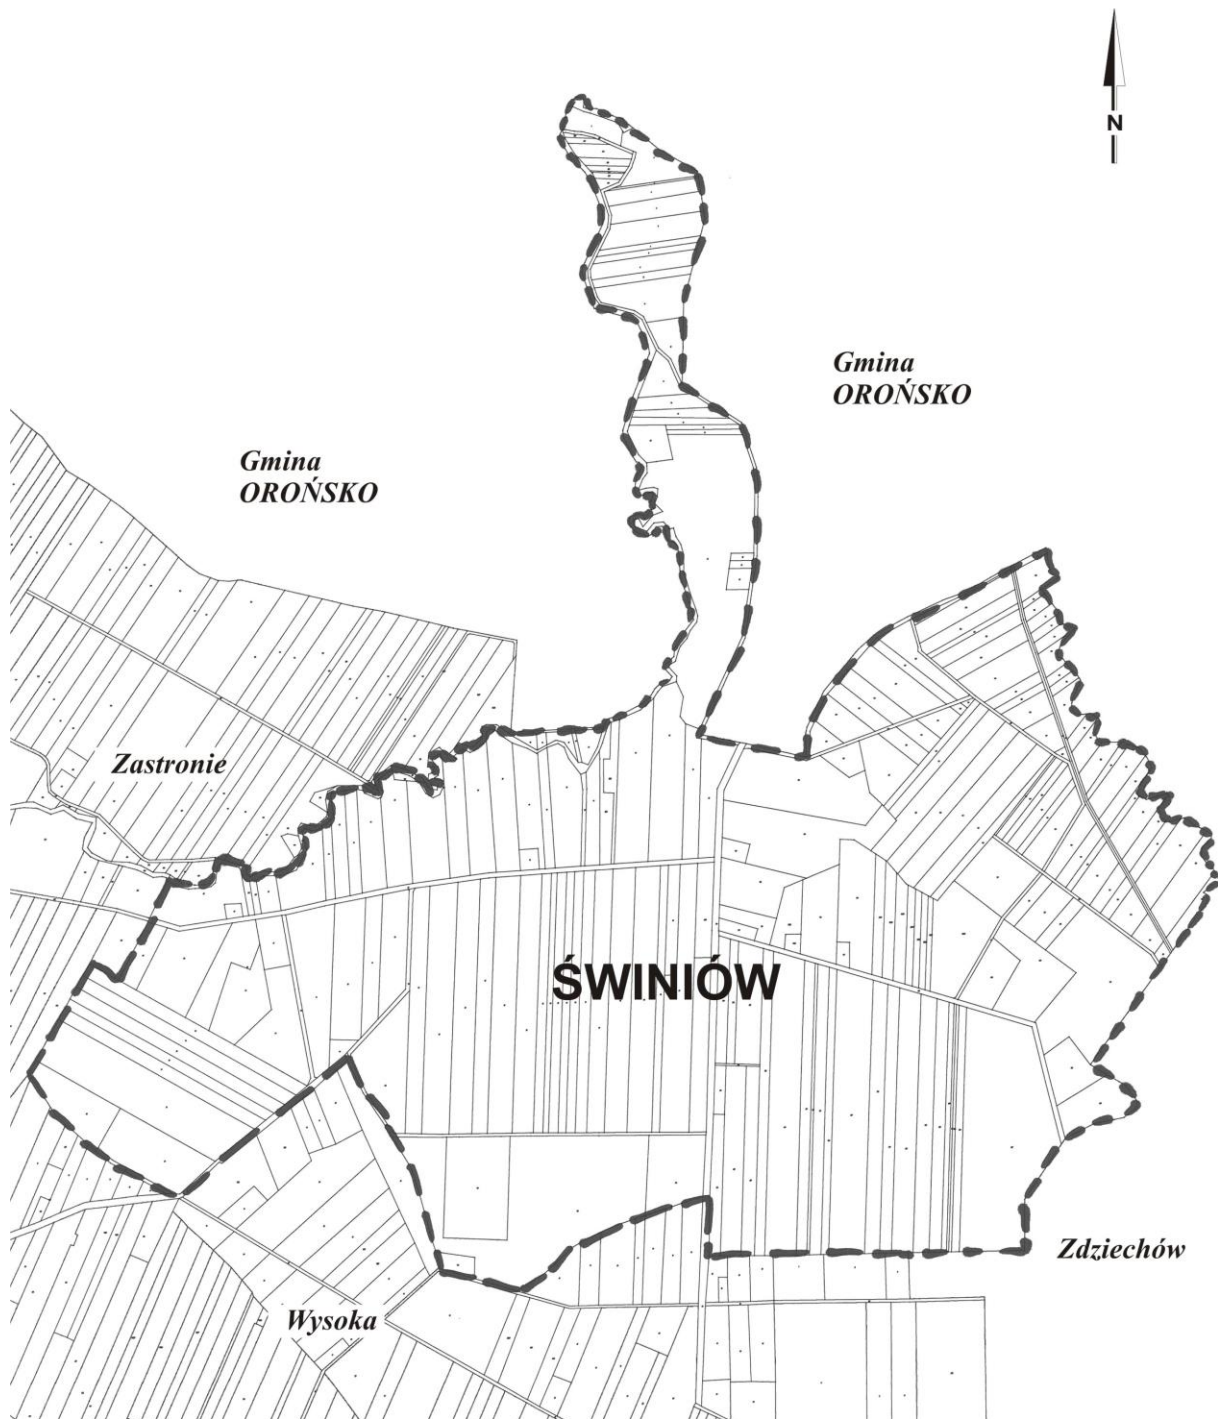 N
Gmina
OROŃSKO
Gmina
OROŃSKO
Zastronie
ŚWINIÓW
Zdziechów
Wysoka